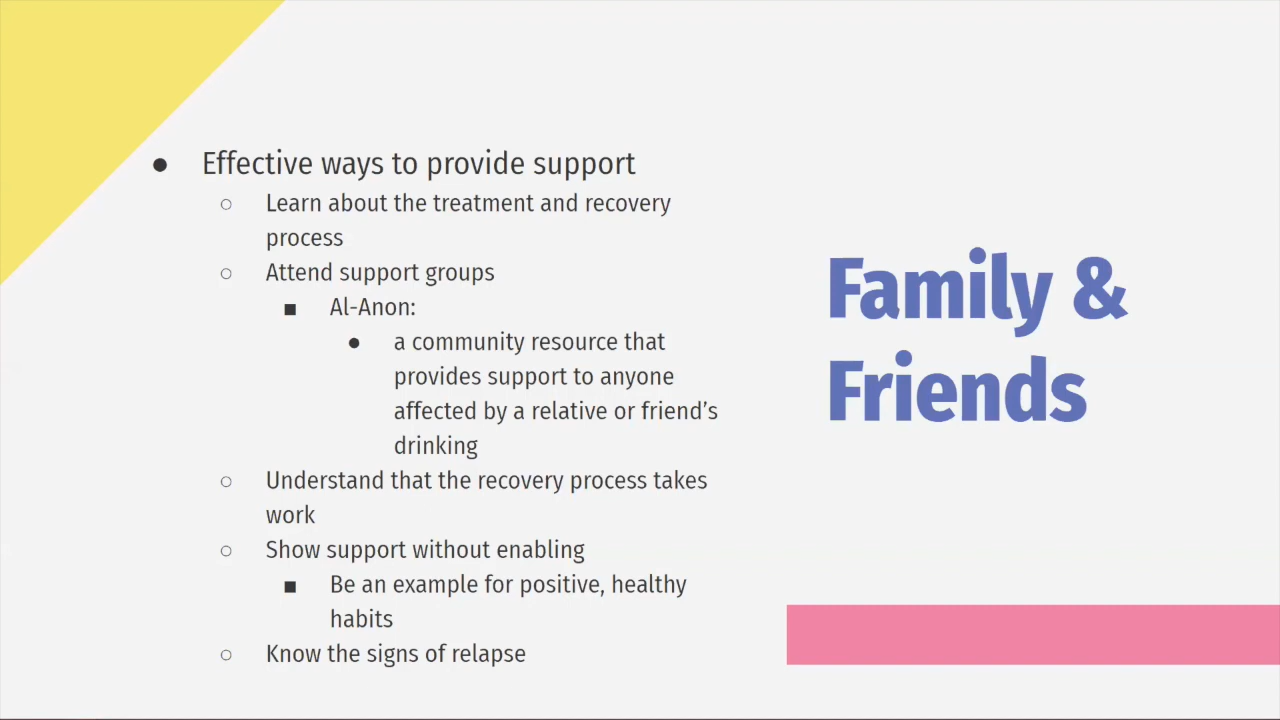 Effective ways to provide support
Learn about the treatment and recovery
process
Attend support groups
Al-Anon:
a community resource that
provides support to anyone
affected by a relative or friend’s
drinking
Understand that the recovery process takes
work
Show support without enabling
Be an example for positive, healthy
habits
Know the signs of relapse
Family &
Friends